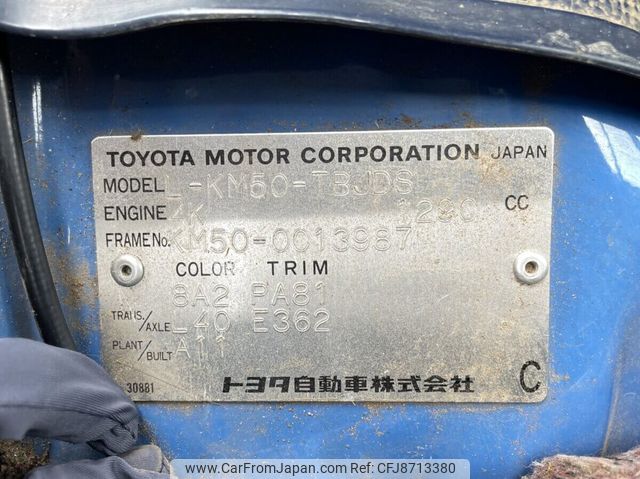 TOYOTA MOTOR CORPORATION JAPAN
MODEL L-KM50-TBJDS
ENGINE 4K 1290 CC
FRAME No. KM50-0013987
COLOR TRIM
8A2 PA81
TRANS./AXLE L40 E362
PLANT/BUILT A11
30881 トヨタ自動車株式会社 C
www.CarFromJapan.com - Photo ID: CFJ8713380